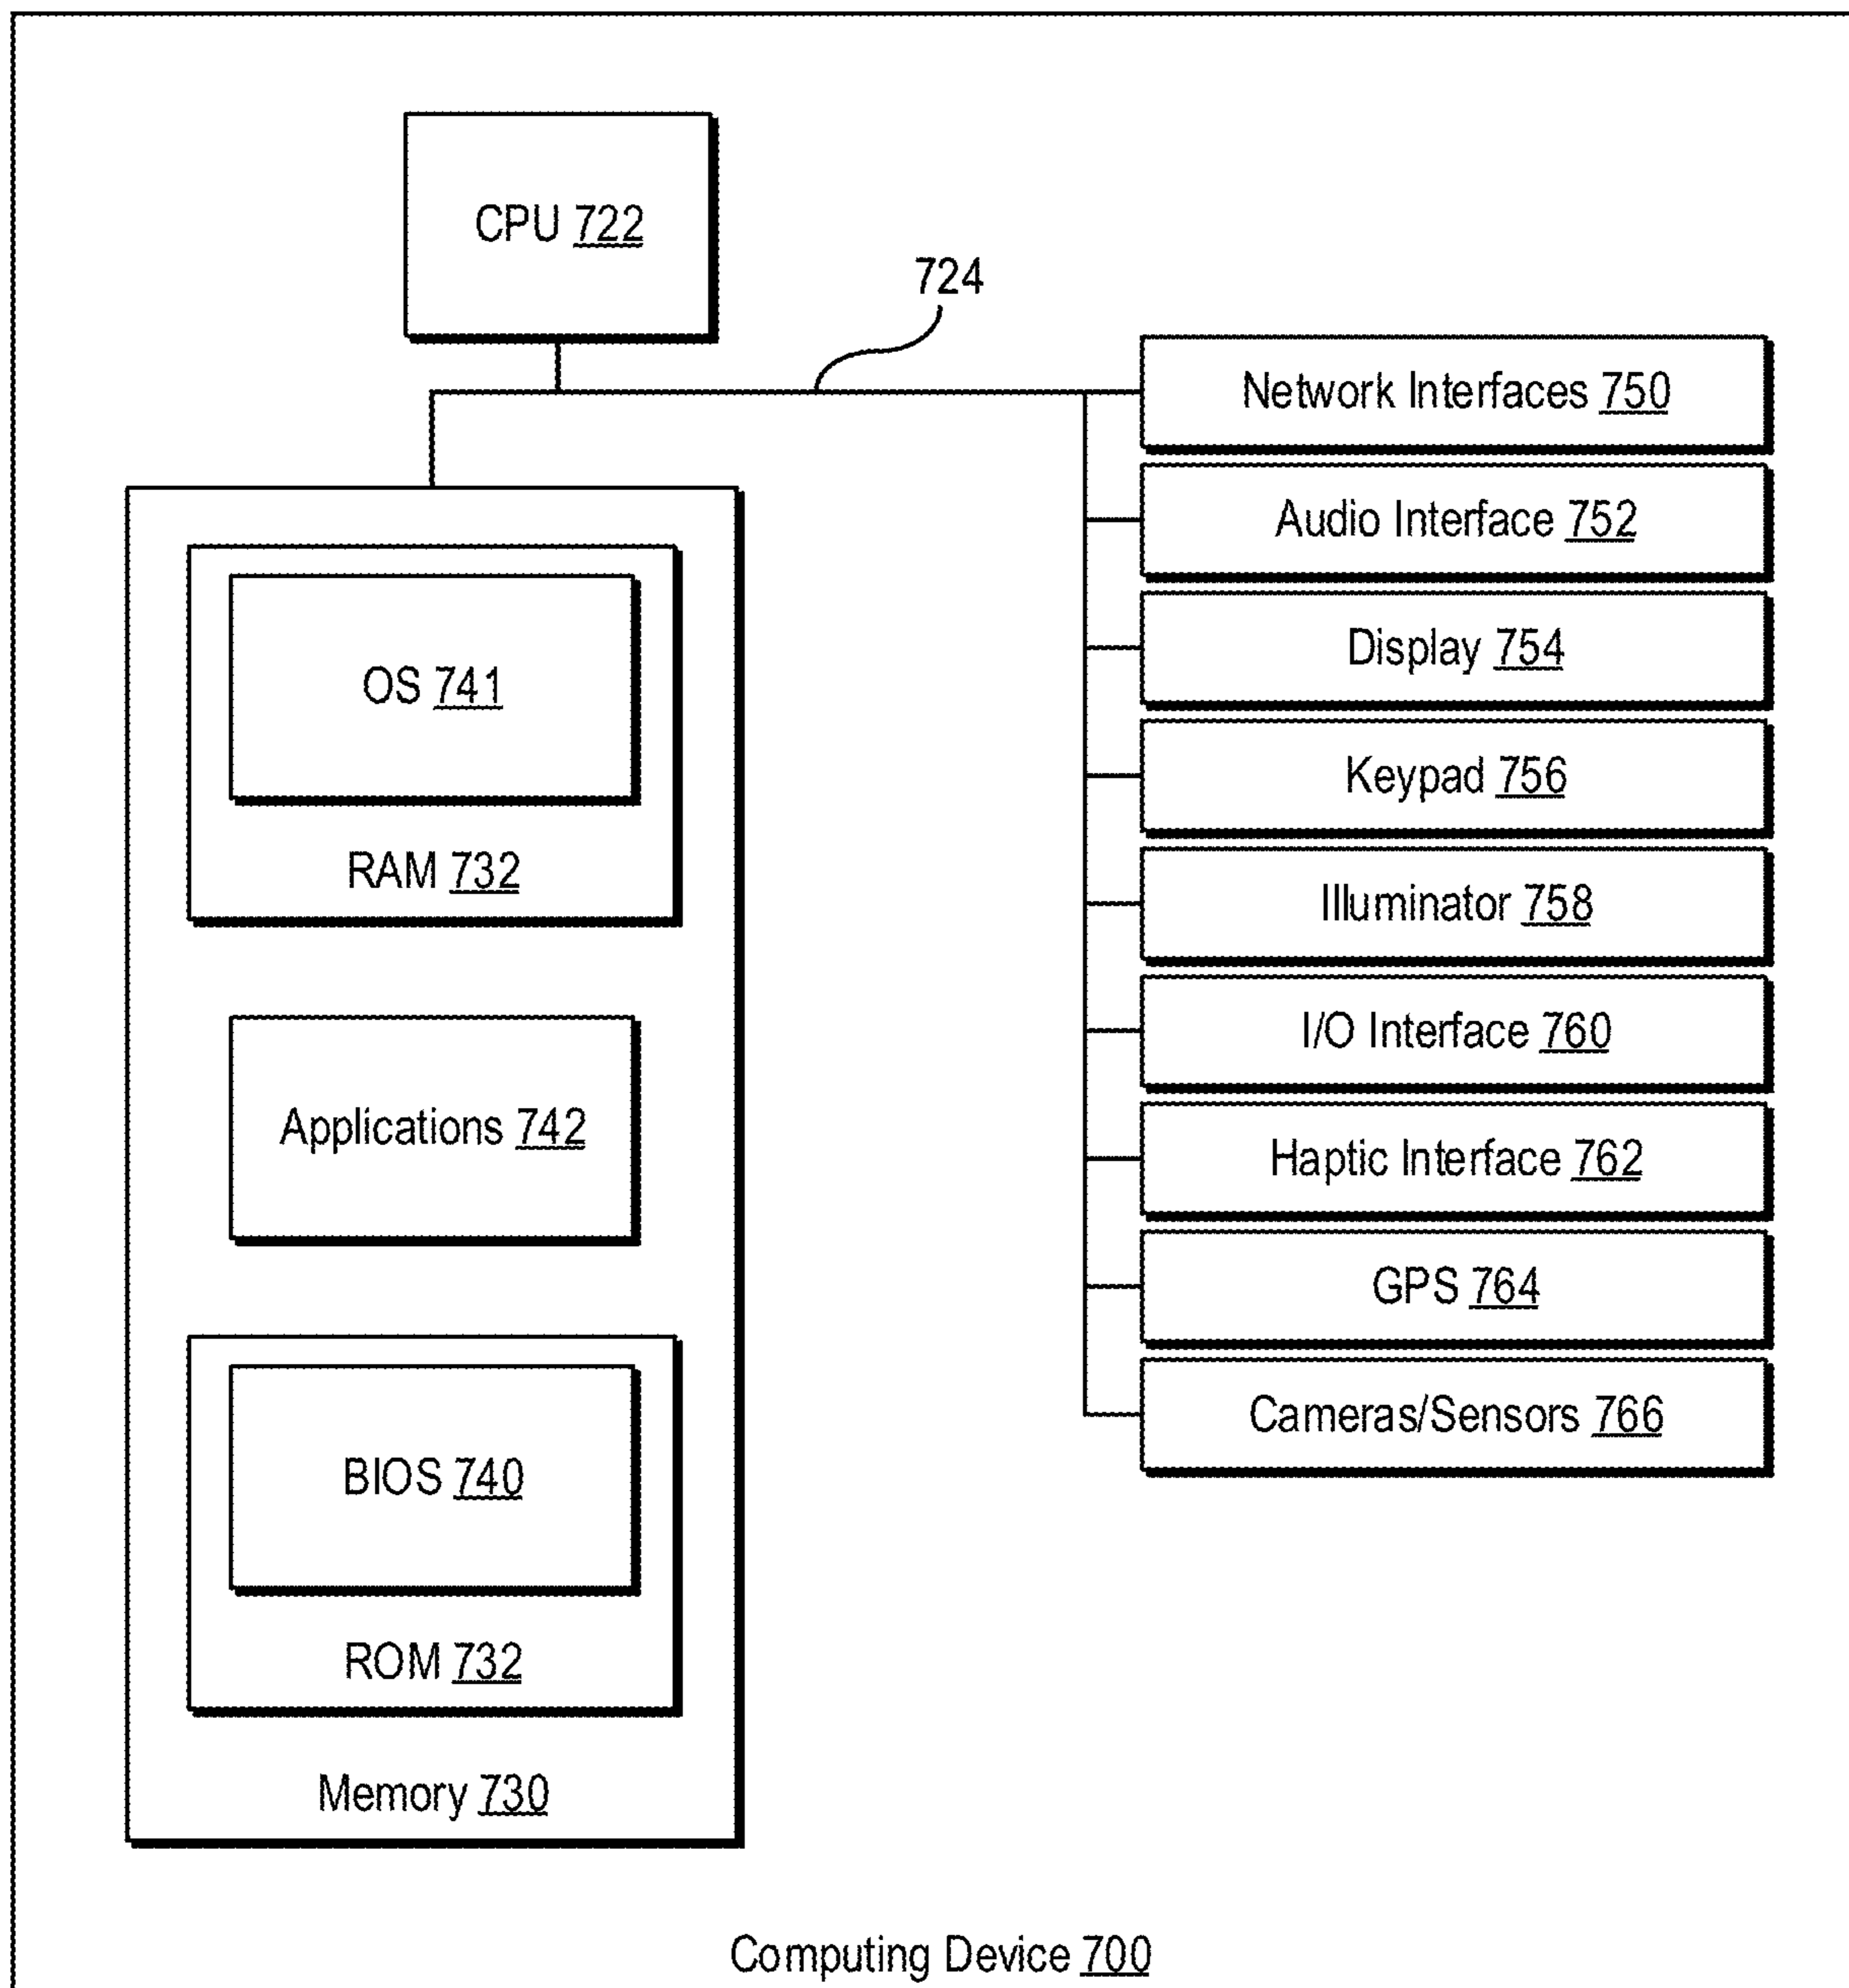 CPU 722
724
Network Interfaces 750
Audio Interface 752
Display 754
Keypad 756
Illuminator 758
I/O Interface 760
Haptic Interface 762
GPS 764
Cameras/Sensors 766
OS 741
RAM 732
Applications 742
BIOS 740
ROM 732
Memory 730
Computing Device 700